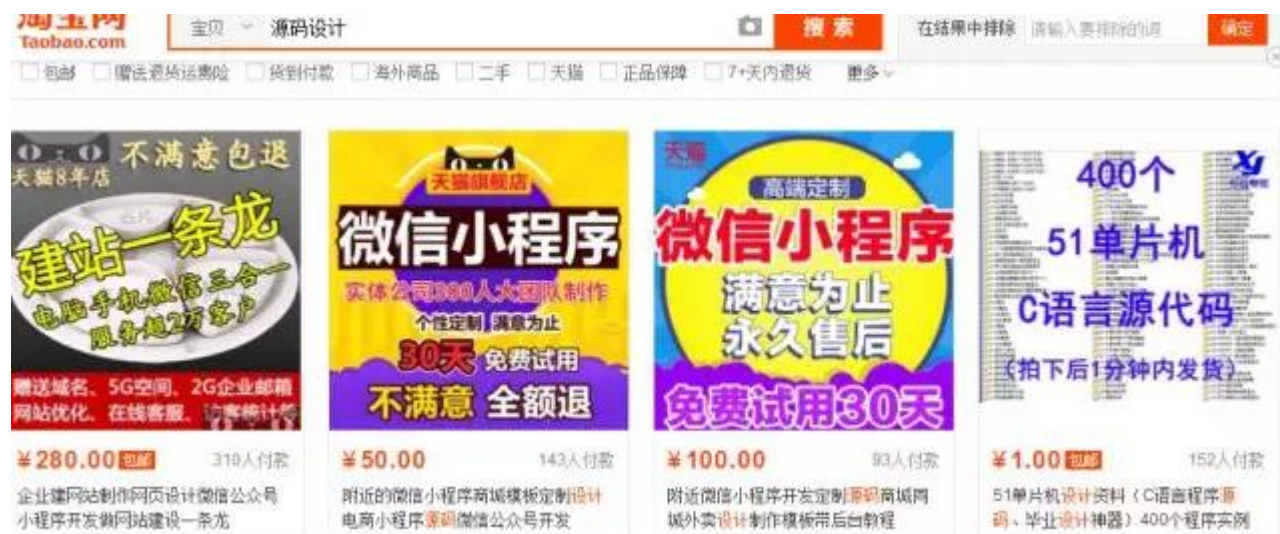 淘宝网
Taobao.com
宝贝 源码设计 搜索 在结果中排除 请输入要排除的词 确定
包邮 赠送退货运费险 货到付款 海外商品 二手 天猫 正品保障 7+天内退货 更多
不满意包退
天猫8年店
建站一条龙
电脑手机微信三合一
服务超2万客户
赠送域名、5G空间、2G企业邮箱
网站优化、在线客服、访客统计等
¥280.00 包邮 310人付款
企业建网站制作网页设计微信公众号
小程序开发做网站建设一条龙
天猫旗舰店
微信小程序
实体公司300人大团队制作
个性定制 满意为止
30天 免费试用
不满意 全额退
¥50.00 143人付款
附近的微信小程序商城模板定制设计
电商小程序源码微信公众号开发
天猫
高端定制
微信小程序
满意为止
永久售后
免费试用30天
¥100.00 93人付款
附近微信小程序开发定制源码商城网
城外卖设计制作模板带后台教程
400个
51单片机
C语言源代码
(拍下后1分钟内发货)
¥1.00 包邮 152人付款
51单片机设计资料（C语言程序源
码、毕业设计神器）400个程序实例